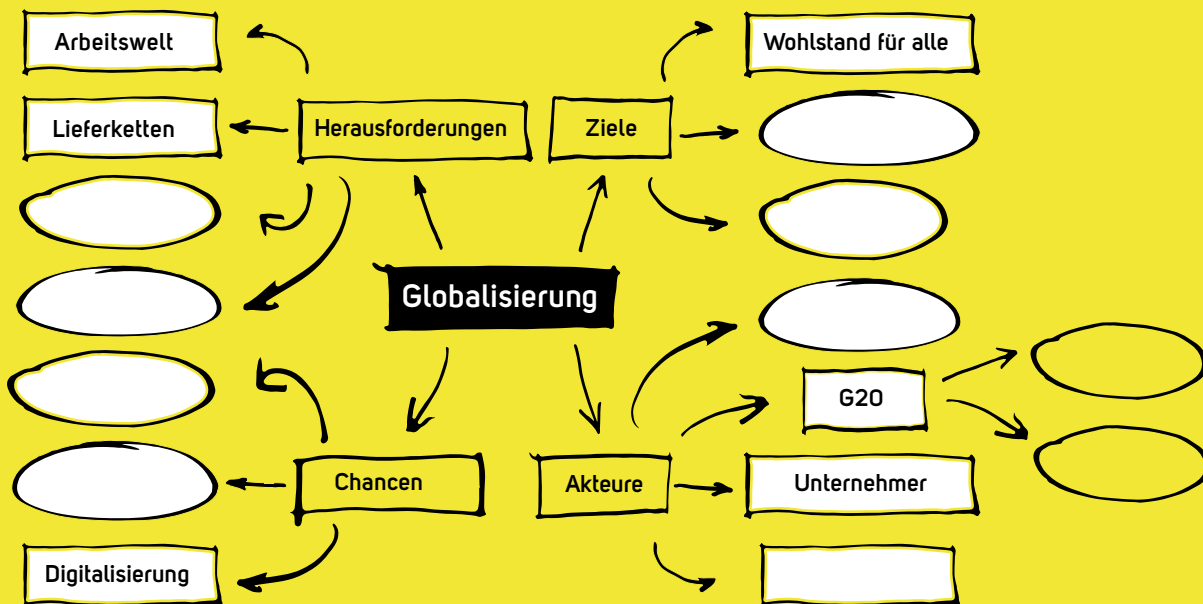 Arbeitswelt
Wohlstand für alle
Lieferketten
Herausforderungen
Ziele
Globalisierung
G20
Chancen
Akteure
Unternehmer
Digitalisierung